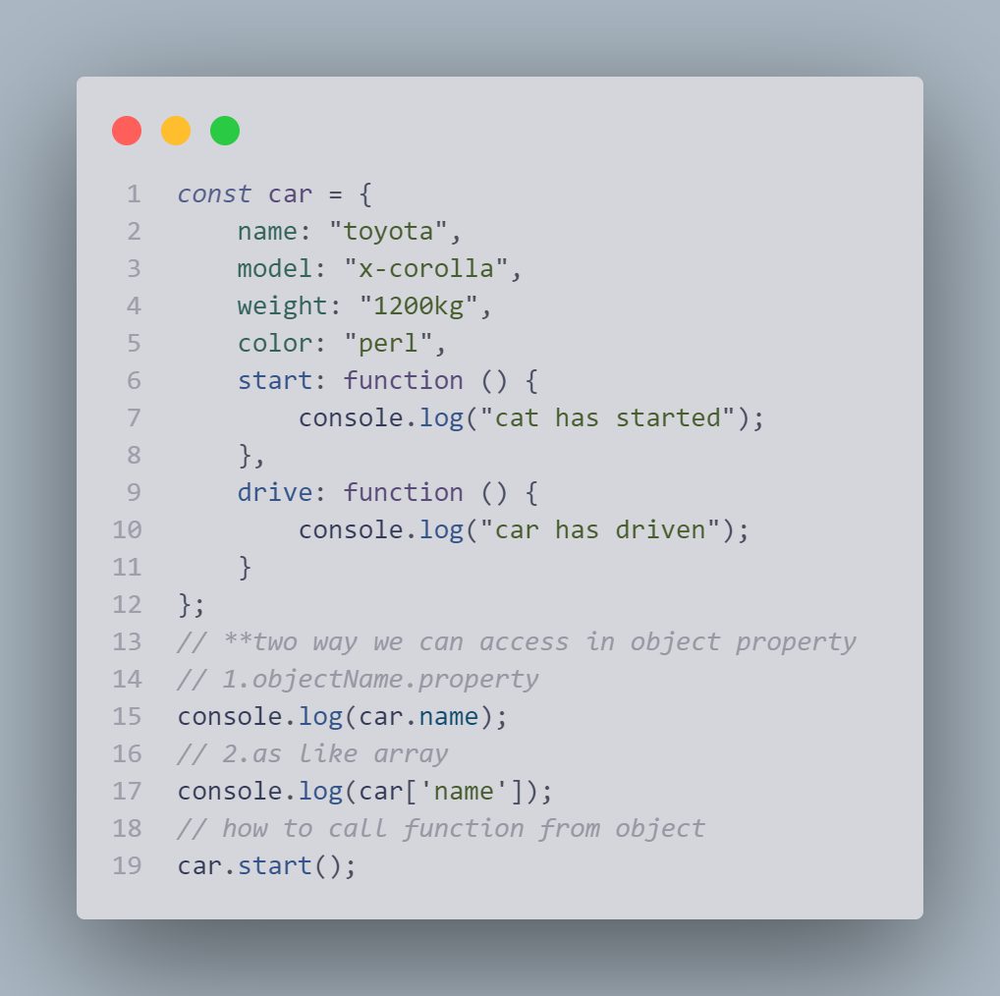 1 const car = {
2     name: "toyota",
3     model: "x-corolla",
4     weight: "1200kg",
5     color: "perl",
6     start: function () {
7         console.log("cat has started");
8     },
9     drive: function () {
10         console.log("car has driven");
11     }
12 };
13 // **two way we can access in object property
14 // 1.objectName.property
15 console.log(car.name);
16 // 2.as like array
17 console.log(car['name']);
18 // how to call function from object
19 car.start();